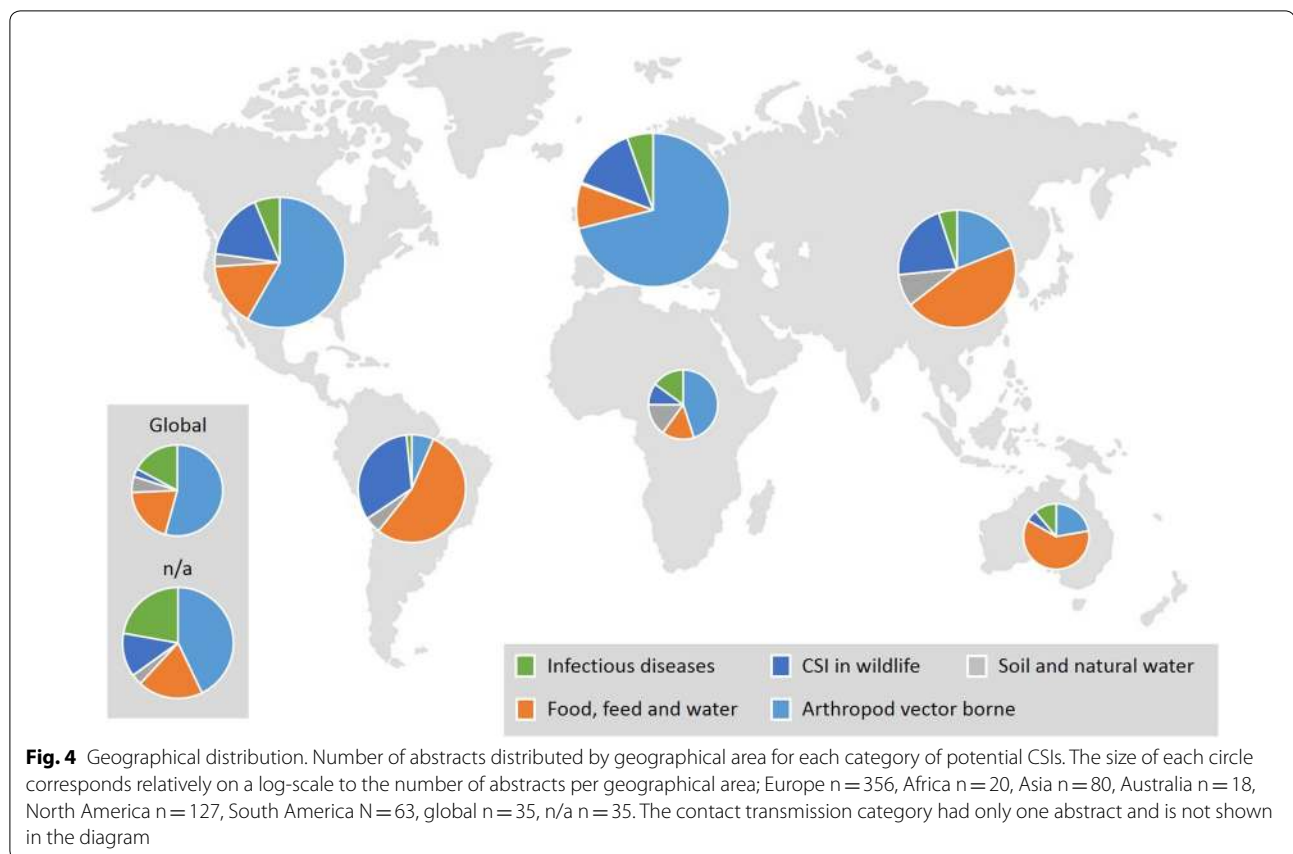 Global
n/a
Infectious diseases
CSI in wildlife
Soil and natural water
Food, feed and water
Arthropod vector borne
Fig. 4 Geographical distribution. Number of abstracts distributed by geographical area for each category of potential CSIs. The size of each circle
corresponds relatively on a log-scale to the number of abstracts per geographical area; Europe n = 356, Africa n = 20, Asia n = 80, Australia n = 18,
North America n = 127, South America N = 63, global n = 35, n/a n = 35. The contact transmission category had only one abstract and is not shown
in the diagram